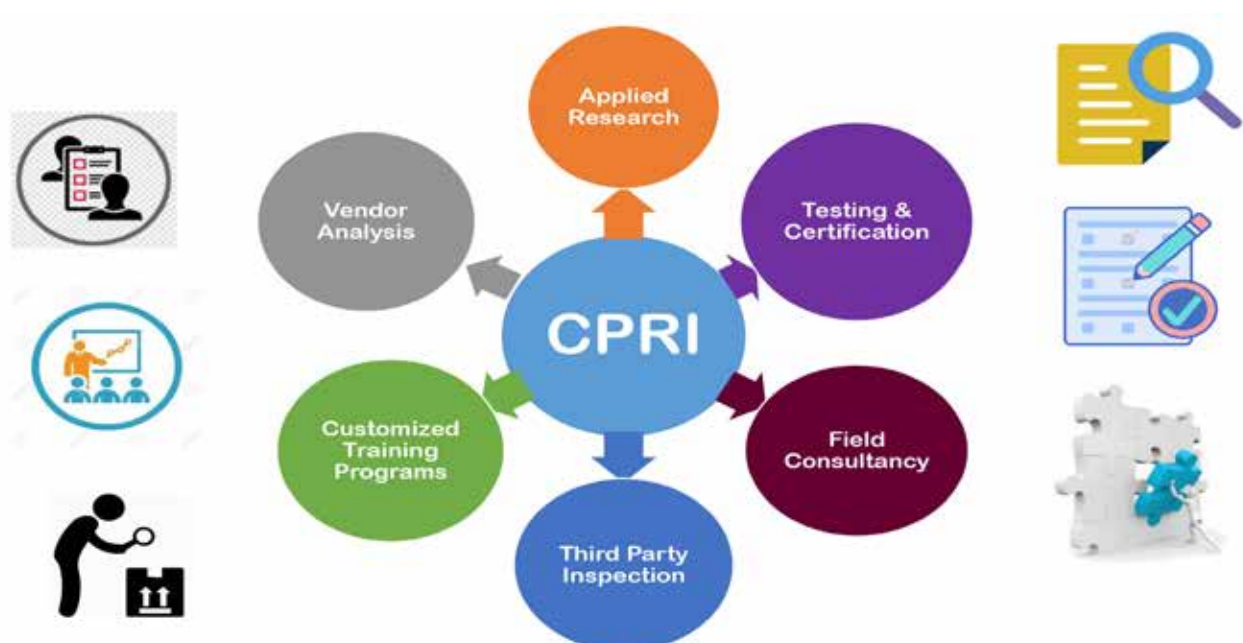 Applied
Research
Vendor
Analysis
Testing &
Certification
CPRI
Customized
Training
Programs
Field
Consultancy
Third Party
Inspection